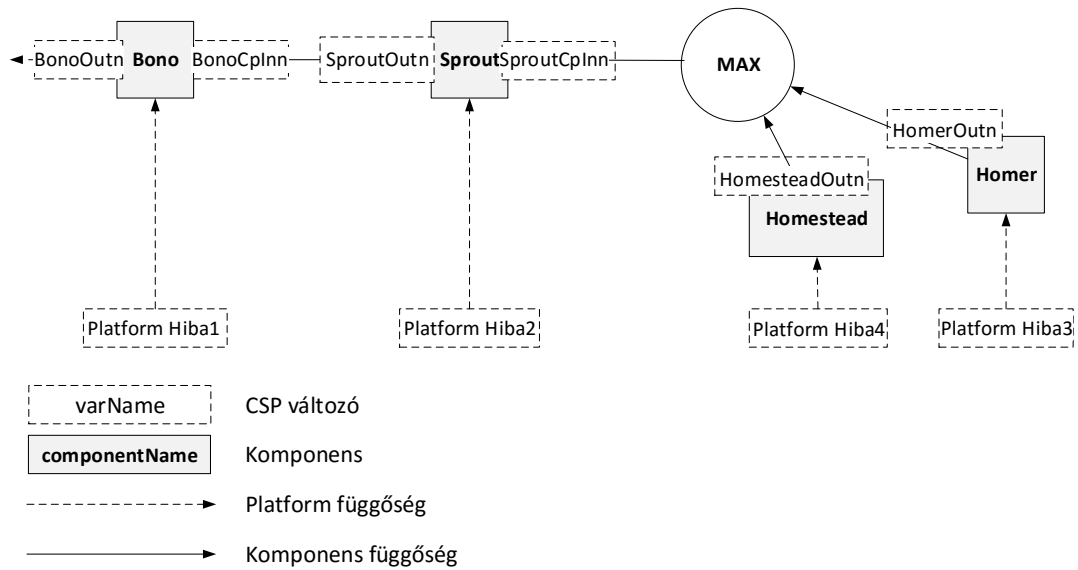 BonoOutn
Bono
BonoCpInn
SproutOutn
Sprout
SproutCpInn
MAX
HomerOutn
Homer
HomesteadOutn
Homestead
Platform Hiba1
Platform Hiba2
Platform Hiba4
Platform Hiba3
varName
CSP változó
componentName
Komponens
Platform függőség
Komponens függőség